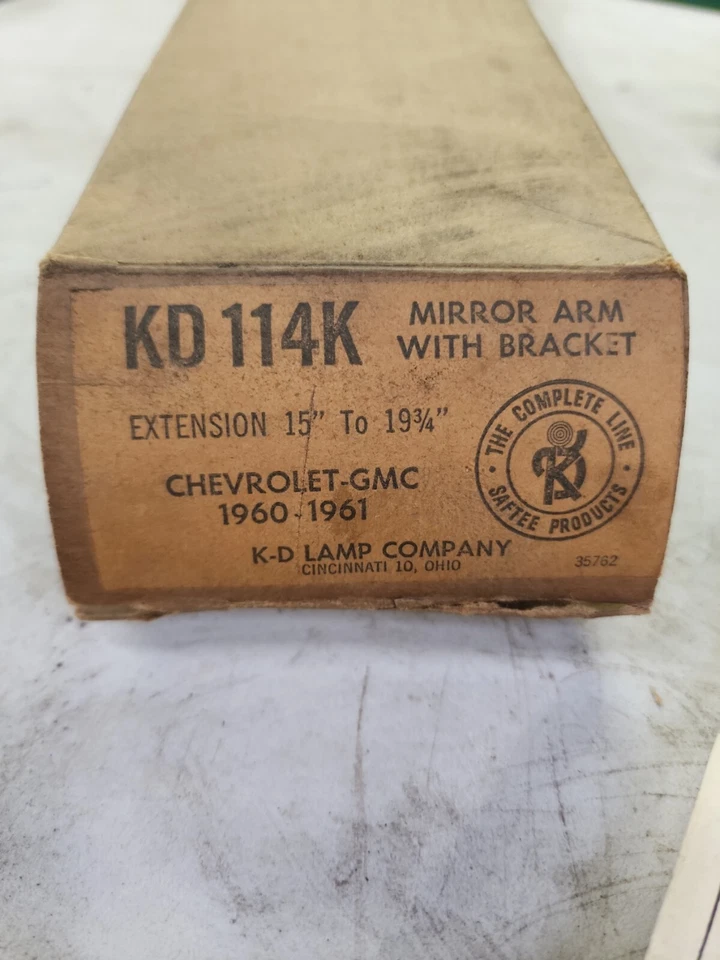 KD 114K
MIRROR ARM
WITH BRACKET
EXTENSION 15" To 19¾"
CHEVROLET-GMC
1960-1961
K-D LAMP COMPANY
CINCINNATI 10, OHIO
· THE COMPLETE LINE ·
KD
SAFTEE PRODUCTS
35762